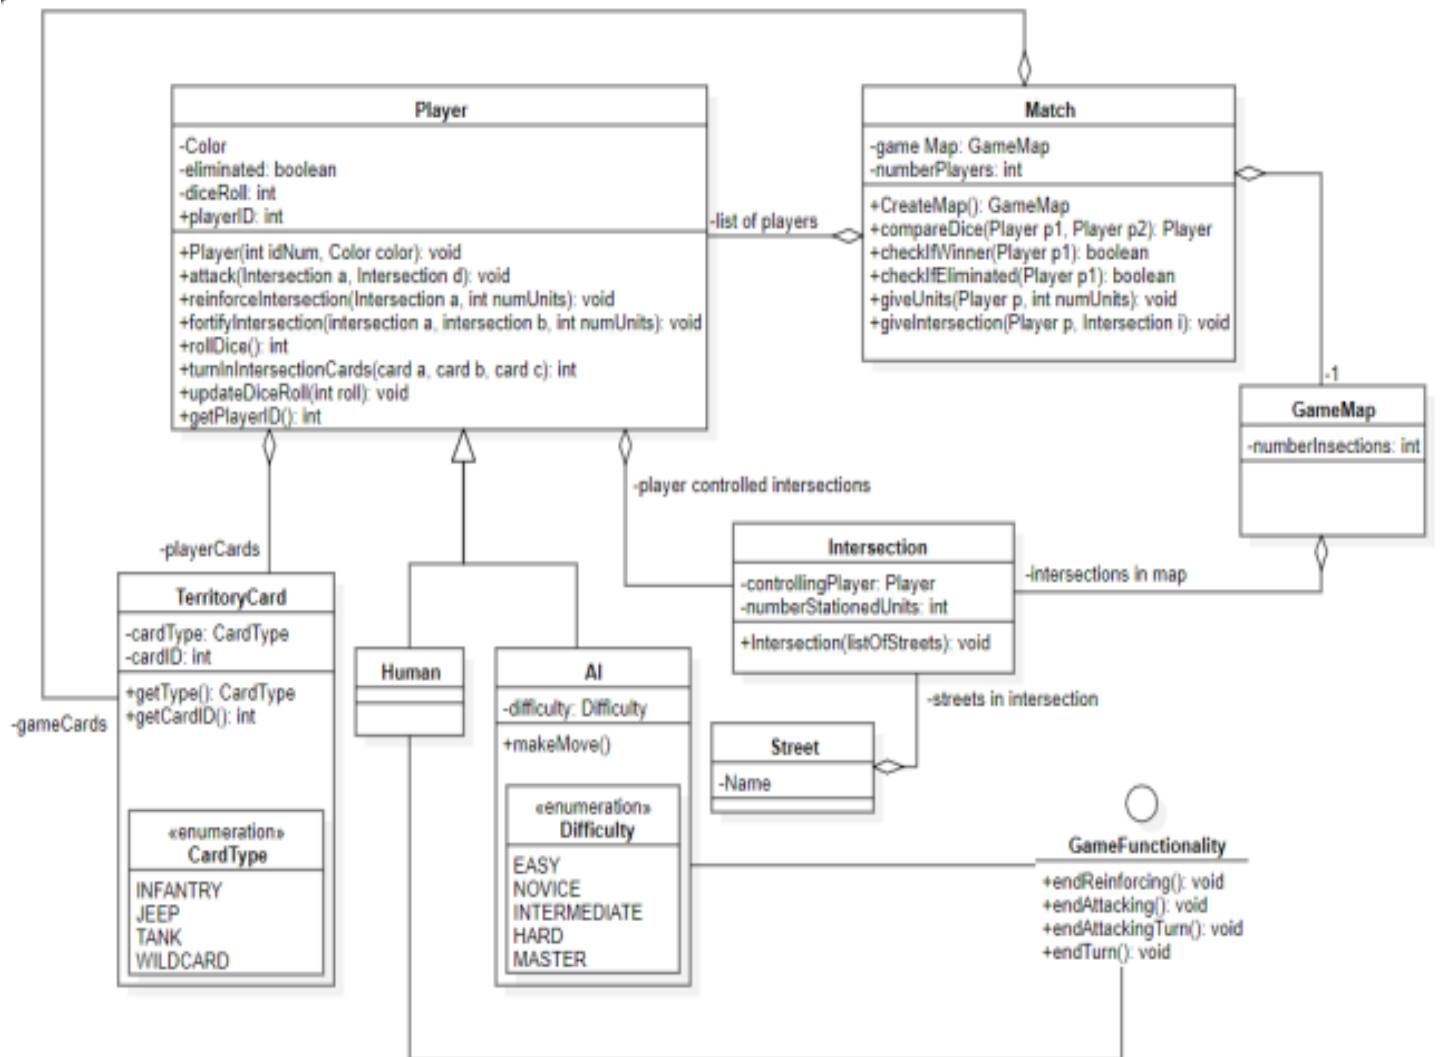 Player
-Color
-eliminated: boolean
-diceRoll: int
+playerID: int
+Player(int idNum, Color color): void
+attack(Intersection a, Intersection d): void
+reinforceIntersection(Intersection a, int numUnits): void
+fortifyIntersection(intersection a, intersection b, int numUnits): void
+rollDice(): int
+turnInIntersectionCards(card a, card b, card c): int
+updateDiceRoll(int roll): void
+getPlayerID(): int
-list of players
Match
-game Map: GameMap
-numberPlayers: int
+CreateMap(): GameMap
+compareDice(Player p1, Player p2): Player
+checkIfWinner(Player p1): boolean
+checkIfEliminated(Player p1): boolean
+giveUnits(Player p, int numUnits): void
+giveIntersection(Player p, Intersection i): void
-1
GameMap
-numberInsections: int
-player controlled intersections
-playerCards
Intersection
-controllingPlayer: Player
-numberStationedUnits: int
+Intersection(listOfStreets): void
-intersections in map
TerritoryCard
-cardType: CardType
-cardID: int
+getType(): CardType
+getCardID(): int
-gameCards
«enumeration»
CardType
INFANTRY
JEEP
TANK
WILDCARD
Human
AI
-difficulty: Difficulty
+makeMove()
«enumeration»
Difficulty
EASY
NOVICE
INTERMEDIATE
HARD
MASTER
-streets in intersection
Street
-Name
GameFunctionality
+endReinforcing(): void
+endAttacking(): void
+endAttackingTurn(): void
+endTurn(): void